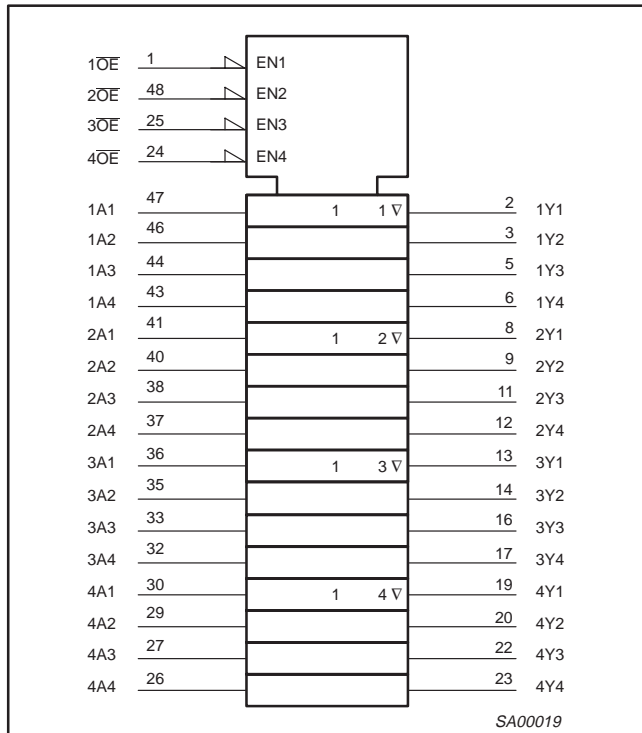 1O̅E̅ 1 EN1
2O̅E̅ 48 EN2
3O̅E̅ 25 EN3
4O̅E̅ 24 EN4
1A1 47 1 1 ∇ 2 1Y1
1A2 46 3 1Y2
1A3 44 5 1Y3
1A4 43 6 1Y4
2A1 41 1 2 ∇ 8 2Y1
2A2 40 9 2Y2
2A3 38 11 2Y3
2A4 37 12 2Y4
3A1 36 1 3 ∇ 13 3Y1
3A2 35 14 3Y2
3A3 33 16 3Y3
3A4 32 17 3Y4
4A1 30 1 4 ∇ 19 4Y1
4A2 29 20 4Y2
4A3 27 22 4Y3
4A4 26 23 4Y4
SA00019